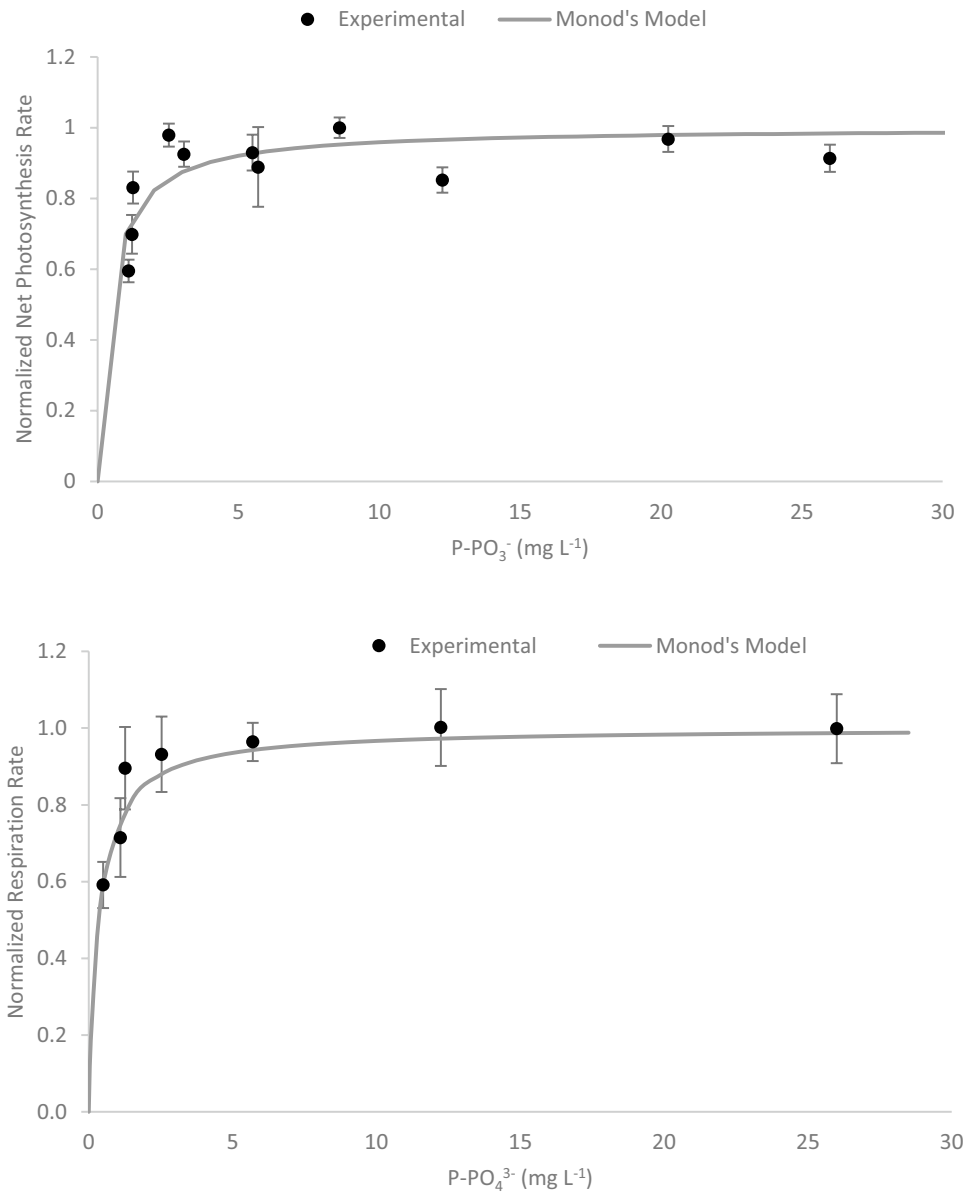 Experimental Monod's Model
1.2
1
0.8
0.6
0.4
0.2
0
Normalized Net Photosynthesis Rate
0 5 10 15 20 25 30
P-PO₃⁻ (mg L⁻¹)
Experimental Monod's Model
1.2
1.0
0.8
0.6
0.4
0.2
0.0
Normalized Respiration Rate
0 5 10 15 20 25 30
P-PO₄³⁻ (mg L⁻¹)